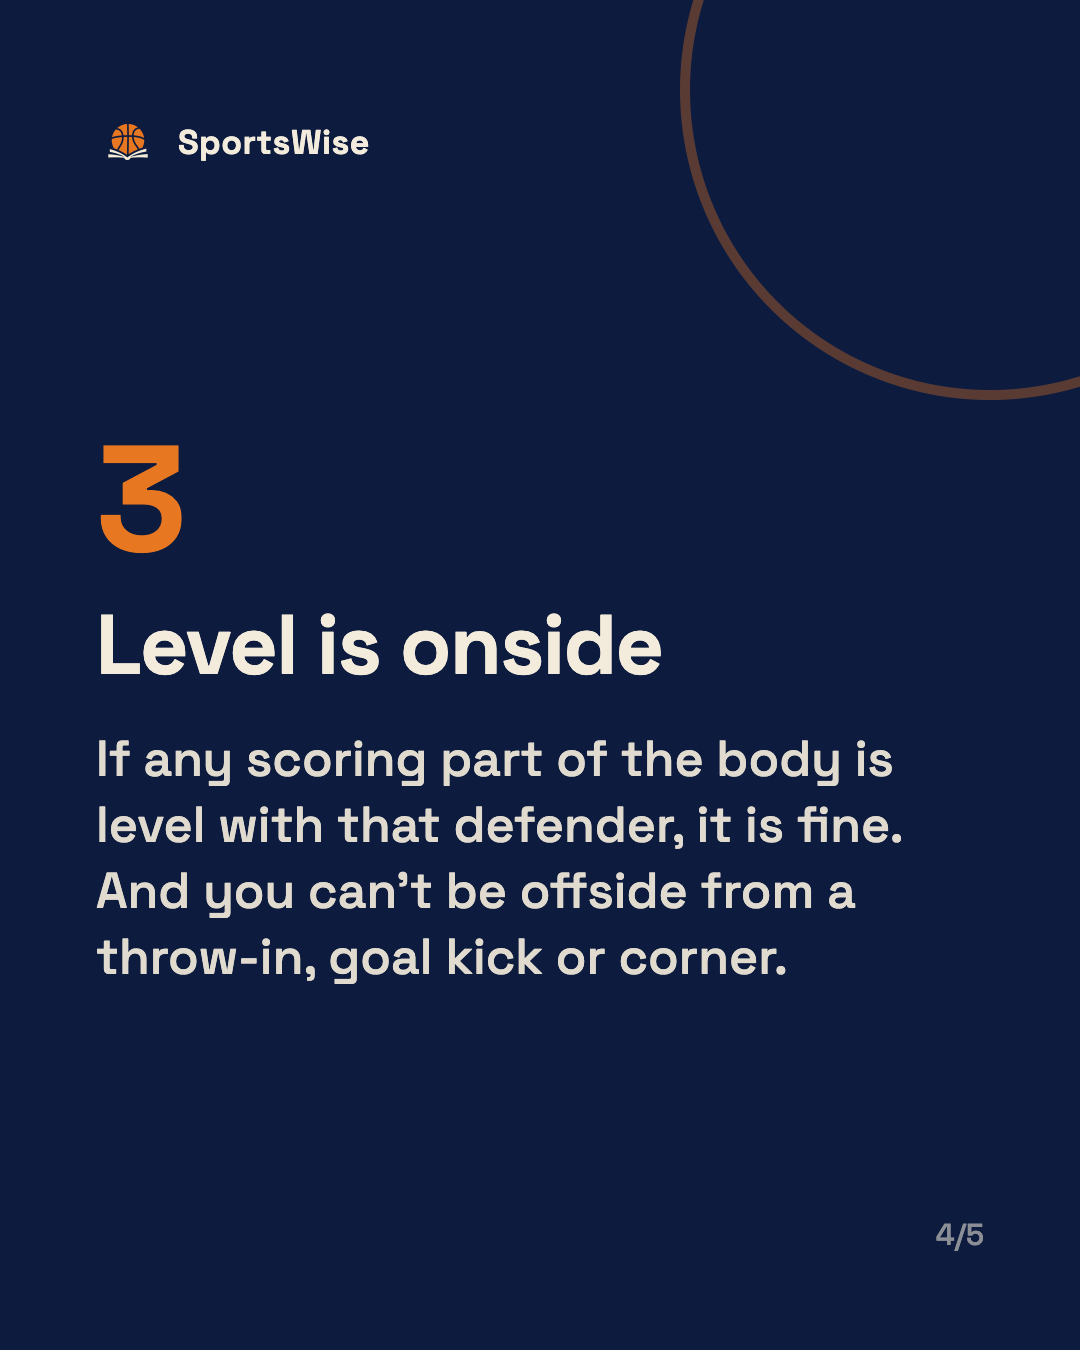 SportsWise
3
Level is onside
If any scoring part of the body is
level with that defender, it is fine.
And you can’t be offside from a
throw-in, goal kick or corner.
4/5